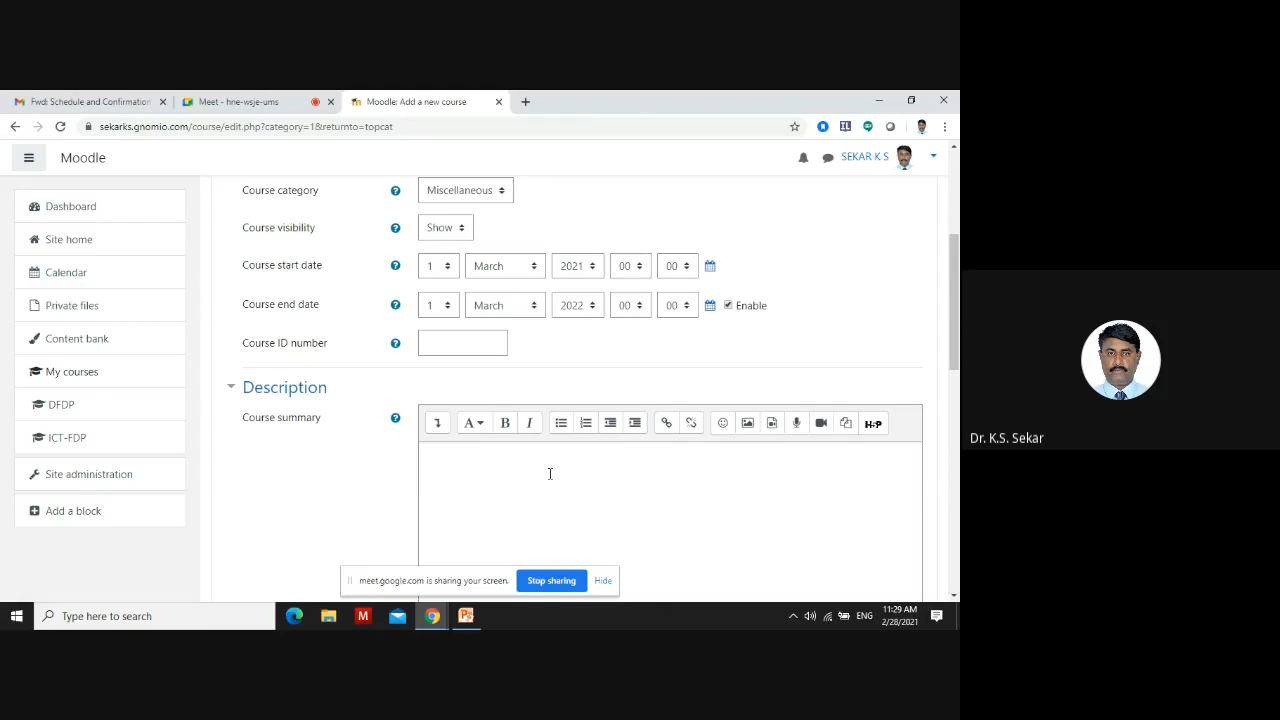 Fwd: Schedule and Confirmation
Meet - hne-wsje-ums
Moodle: Add a new course
sekarks.gnomio.com/course/edit.php?category=1&returnto=topcat
Moodle
SEKAR K S
Dashboard
Site home
Calendar
Private files
Content bank
My courses
DFDP
ICT-FDP
Site administration
Add a block
Course category Miscellaneous
Course visibility Show
Course start date 1 March 2021 00 00
Course end date 1 March 2022 00 00 Enable
Course ID number
Description
Course summary
A B I
H-P
meet.google.com is sharing your screen. Stop sharing Hide
Type here to search
M
ENG
11:29 AM
2/28/2021
Dr. K.S. Sekar